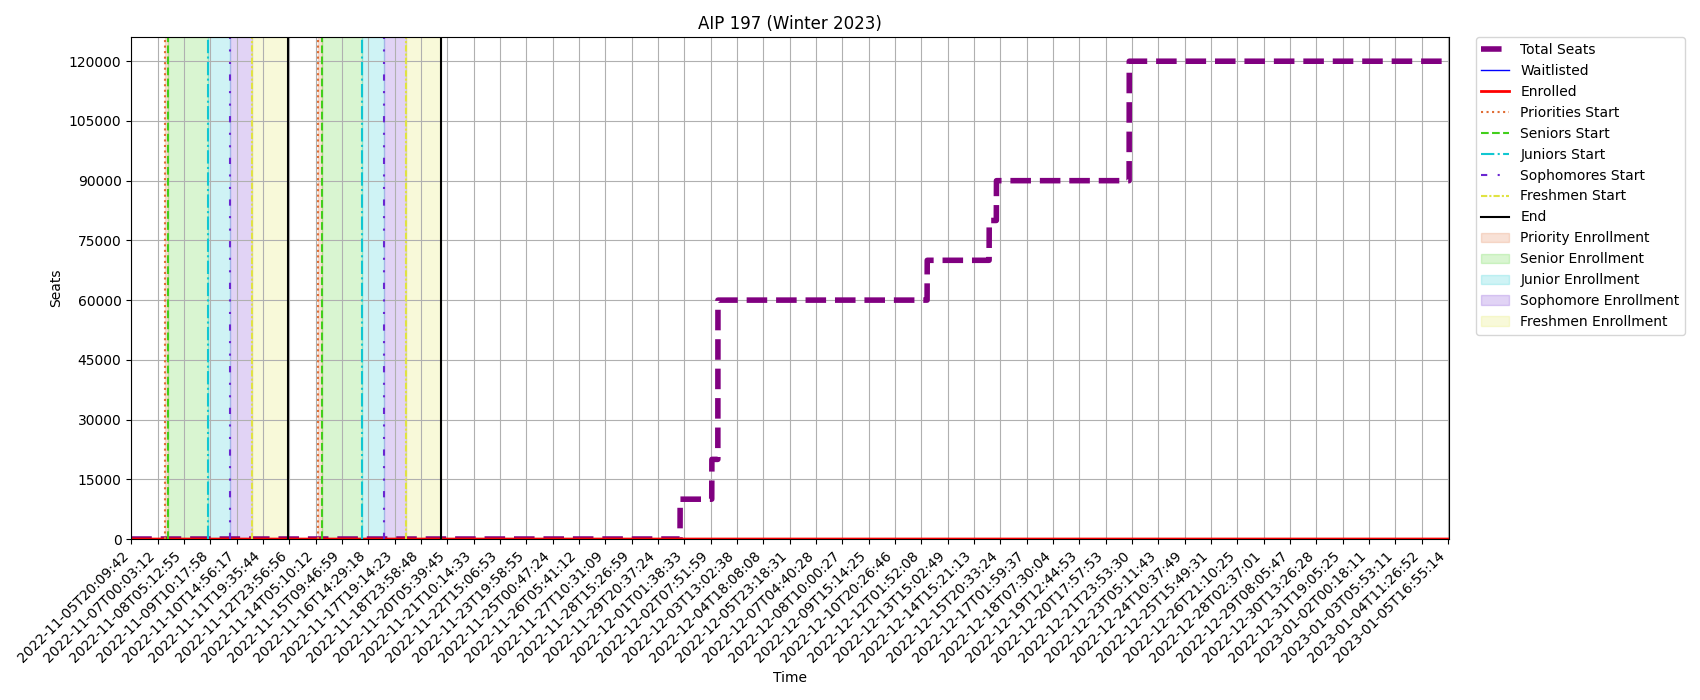 AIP 197 (Winter 2023)
120000
105000
90000
75000
60000
45000
30000
15000
0
Seats
2022-11-05T20:09:42
2022-11-07T00:03:12
2022-11-08T05:12:55
2022-11-09T10:17:58
2022-11-10T14:56:17
2022-11-11T19:35:44
2022-11-12T23:56:56
2022-11-14T05:10:12
2022-11-15T09:46:59
2022-11-16T14:29:18
2022-11-17T19:14:23
2022-11-18T23:58:48
2022-11-20T05:39:45
2022-11-21T10:14:33
2022-11-22T15:06:53
2022-11-23T19:58:55
2022-11-25T00:47:24
2022-11-26T05:41:12
2022-11-27T10:31:09
2022-11-28T15:26:59
2022-11-29T20:37:24
2022-12-01T01:38:33
2022-12-02T07:51:59
2022-12-03T13:02:38
2022-12-04T18:08:08
2022-12-05T23:18:31
2022-12-07T04:40:28
2022-12-08T10:00:27
2022-12-09T15:14:25
2022-12-10T20:26:46
2022-12-12T01:52:08
2022-12-13T15:02:49
2022-12-14T15:21:13
2022-12-15T20:33:24
2022-12-17T01:59:37
2022-12-18T07:30:04
2022-12-19T12:44:53
2022-12-20T17:57:53
2022-12-21T23:53:30
2022-12-23T05:11:43
2022-12-24T10:37:49
2022-12-25T15:49:31
2022-12-26T21:10:25
2022-12-28T02:37:01
2022-12-29T08:05:47
2022-12-30T13:26:28
2022-12-31T19:05:25
2023-01-02T00:18:11
2023-01-03T05:53:11
2023-01-04T11:26:52
2023-01-05T16:55:14
Time
Total Seats
Waitlisted
Enrolled
Priorities Start
Seniors Start
Juniors Start
Sophomores Start
Freshmen Start
End
Priority Enrollment
Senior Enrollment
Junior Enrollment
Sophomore Enrollment
Freshmen Enrollment